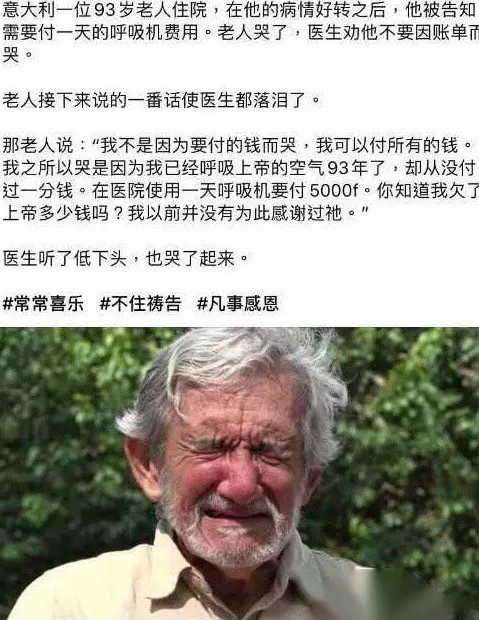 意大利一位93岁老人住院，在他的病情好转之后，他被告知
需要付一天的呼吸机费用。老人哭了，医生劝他不要因账单而
哭。
老人接下来说的一番话使医生都落泪了。
那老人说：“我不是因为要付的钱而哭，我可以付所有的钱。
我之所以哭是因为我已经呼吸上帝的空气93年了，却从没付
过一分钱。在医院使用一天呼吸机要付5000f。你知道我欠了
上帝多少钱吗？我以前并没有为此感谢过祂。”
医生听了低下头，也哭了起来。
#常常喜乐 #不住祷告 #凡事感恩